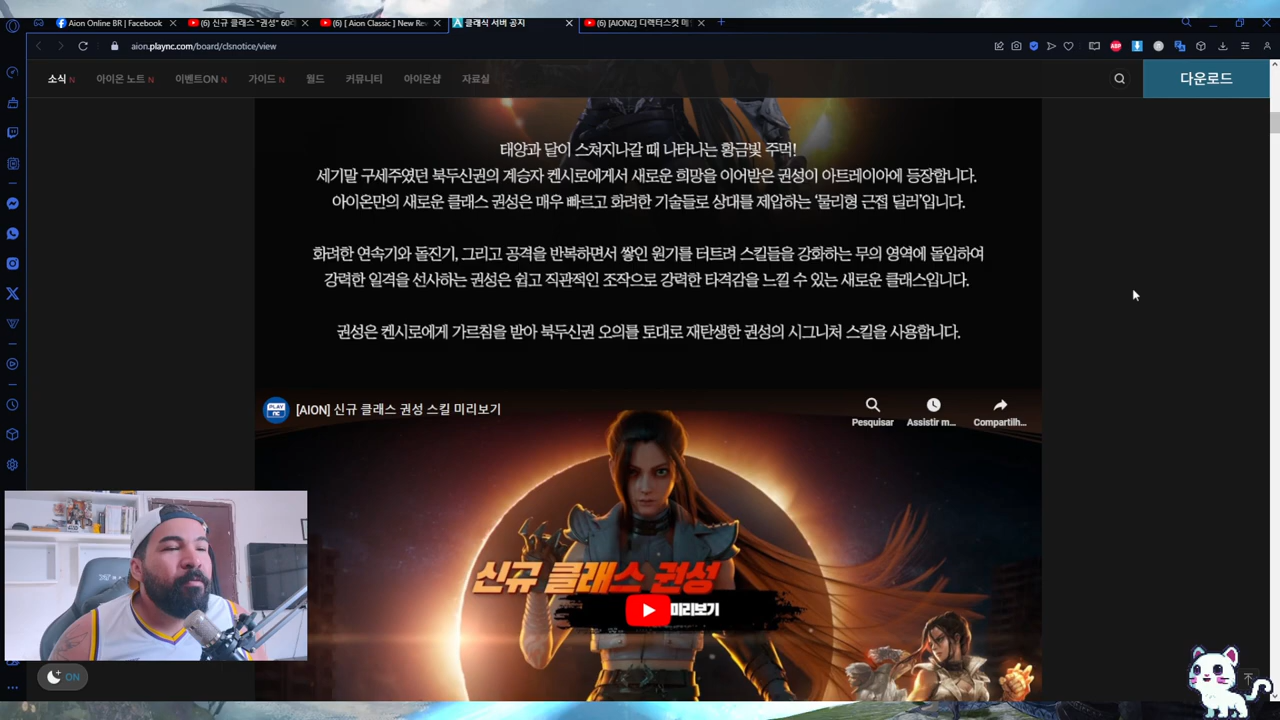 Aion Online BR | Facebook
(6) 신규 클래스 "권성" 60레
(6) [ Aion Classic ] New Re
클래식 서버 공지
(6) [AION2] 디렉터스컷 미
aion.plaync.com/board/clsnotice/view
ABP
소식 N
아이온 노트 N
이벤트ON N
가이드 N
월드
커뮤니티
아이온샵
자료실
다운로드
태양과 달이 스쳐지나갈 때 나타나는 황금빛 주먹!
세기말 구세주였던 북두신권의 계승자 켄시로에게서 새로운 희망을 이어받은 권성이 아트레이아에 등장합니다.
아이온만의 새로운 클래스 권성은 매우 빠르고 화려한 기술들로 상대를 제압하는 '물리형 근접 딜러'입니다.
화려한 연속기와 돌진기, 그리고 공격을 반복하면서 쌓인 원기를 터트려 스킬들을 강화하는 무의 영역에 돌입하여
강력한 일격을 선사하는 권성은 쉽고 직관적인 조작으로 강력한 타격감을 느낄 수 있는 새로운 클래스입니다.
권성은 켄시로에게 가르침을 받아 북두신권 오의를 토대로 재탄생한 권성의 시그니처 스킬을 사용합니다.
PLAY nc
[AION] 신규 클래스 권성 스킬 미리보기
Pesquisar
Assistir m...
Compartilh...
신규 클래스 권성
미리보기
ON